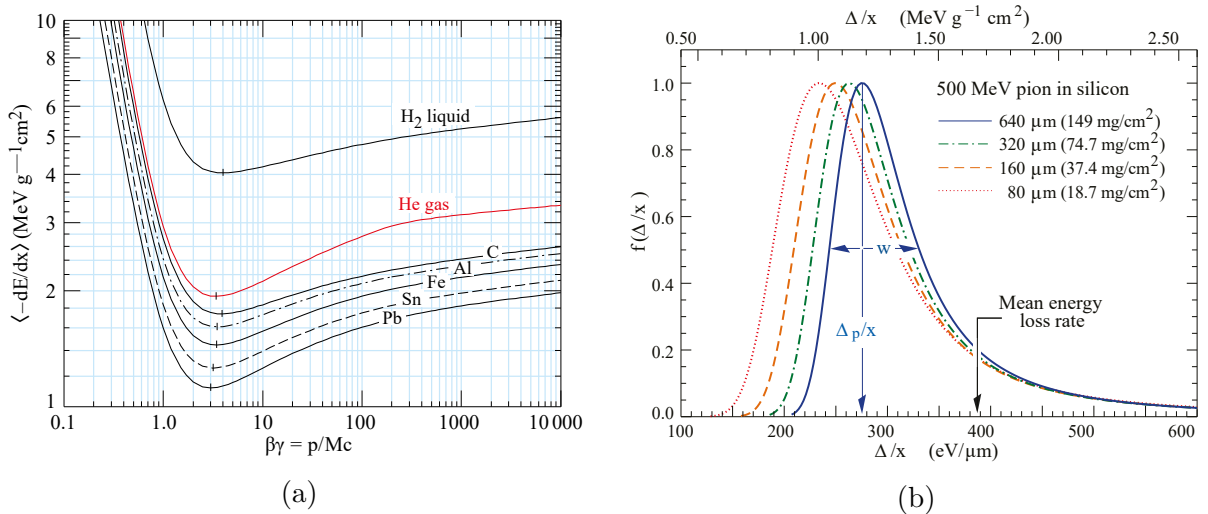 10
8
6
5
4
3
2
1
⟨–dE/dx⟩ (MeV g—1cm2)
H2 liquid
He gas
C
Al
Fe
Sn
Pb
0.1 1.0 10 100 1000 10 000
βγ = p/Mc
(a)
Δ/x (MeV g−1 cm2)
0.50 1.00 1.50 2.00 2.50
500 MeV pion in silicon
640 μm (149 mg/cm2)
320 μm (74.7 mg/cm2)
160 μm (37.4 mg/cm2)
80 μm (18.7 mg/cm2)
1.0
0.8
0.6
0.4
0.2
0.0
f(Δ/x)
w
Δp/x
Mean energy
loss rate
100 200 300 400 500 600
Δ/x (eV/μm)
(b)